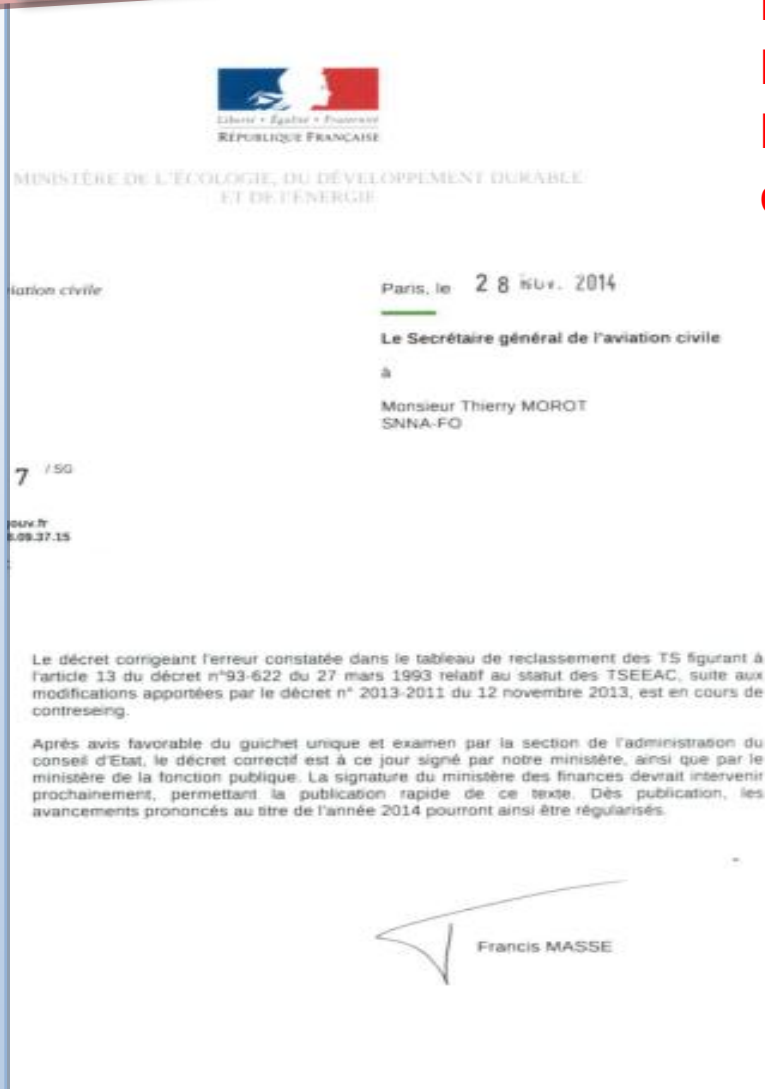 Liberté • Égalité • Fraternité
RÉPUBLIQUE FRANÇAISE
MINISTÈRE DE L'ÉCOLOGIE, DU DÉVELOPPEMENT DURABLE
ET DE l'ÉNERGIE
iation civile
Paris, le 28 NOV. 2014
Le Secrétaire général de l'aviation civile
à
Monsieur Thierry MOROT
SNNA-FO
7 / SG
gouv.fr
.09.37.15
:
Le décret corrigeant l'erreur constatée dans le tableau de reclassement des TS figurant à
l'article 13 du décret n°93-622 du 27 mars 1993 relatif au statut des TSEEAC, suite aux
modifications apportées par le décret n° 2013-2011 du 12 novembre 2013, est en cours de
contreseing.
Après avis favorable du guichet unique et examen par la section de l'administration du
conseil d'Etat, le décret correctif est à ce jour signé par notre ministère, ainsi que par le
ministère de la fonction publique. La signature du ministère des finances devrait intervenir
prochainement, permettant la publication rapide de ce texte. Dès publication, les
avancements prononcés au titre de l'année 2014 pourront ainsi être régularisés.
Francis MASSE